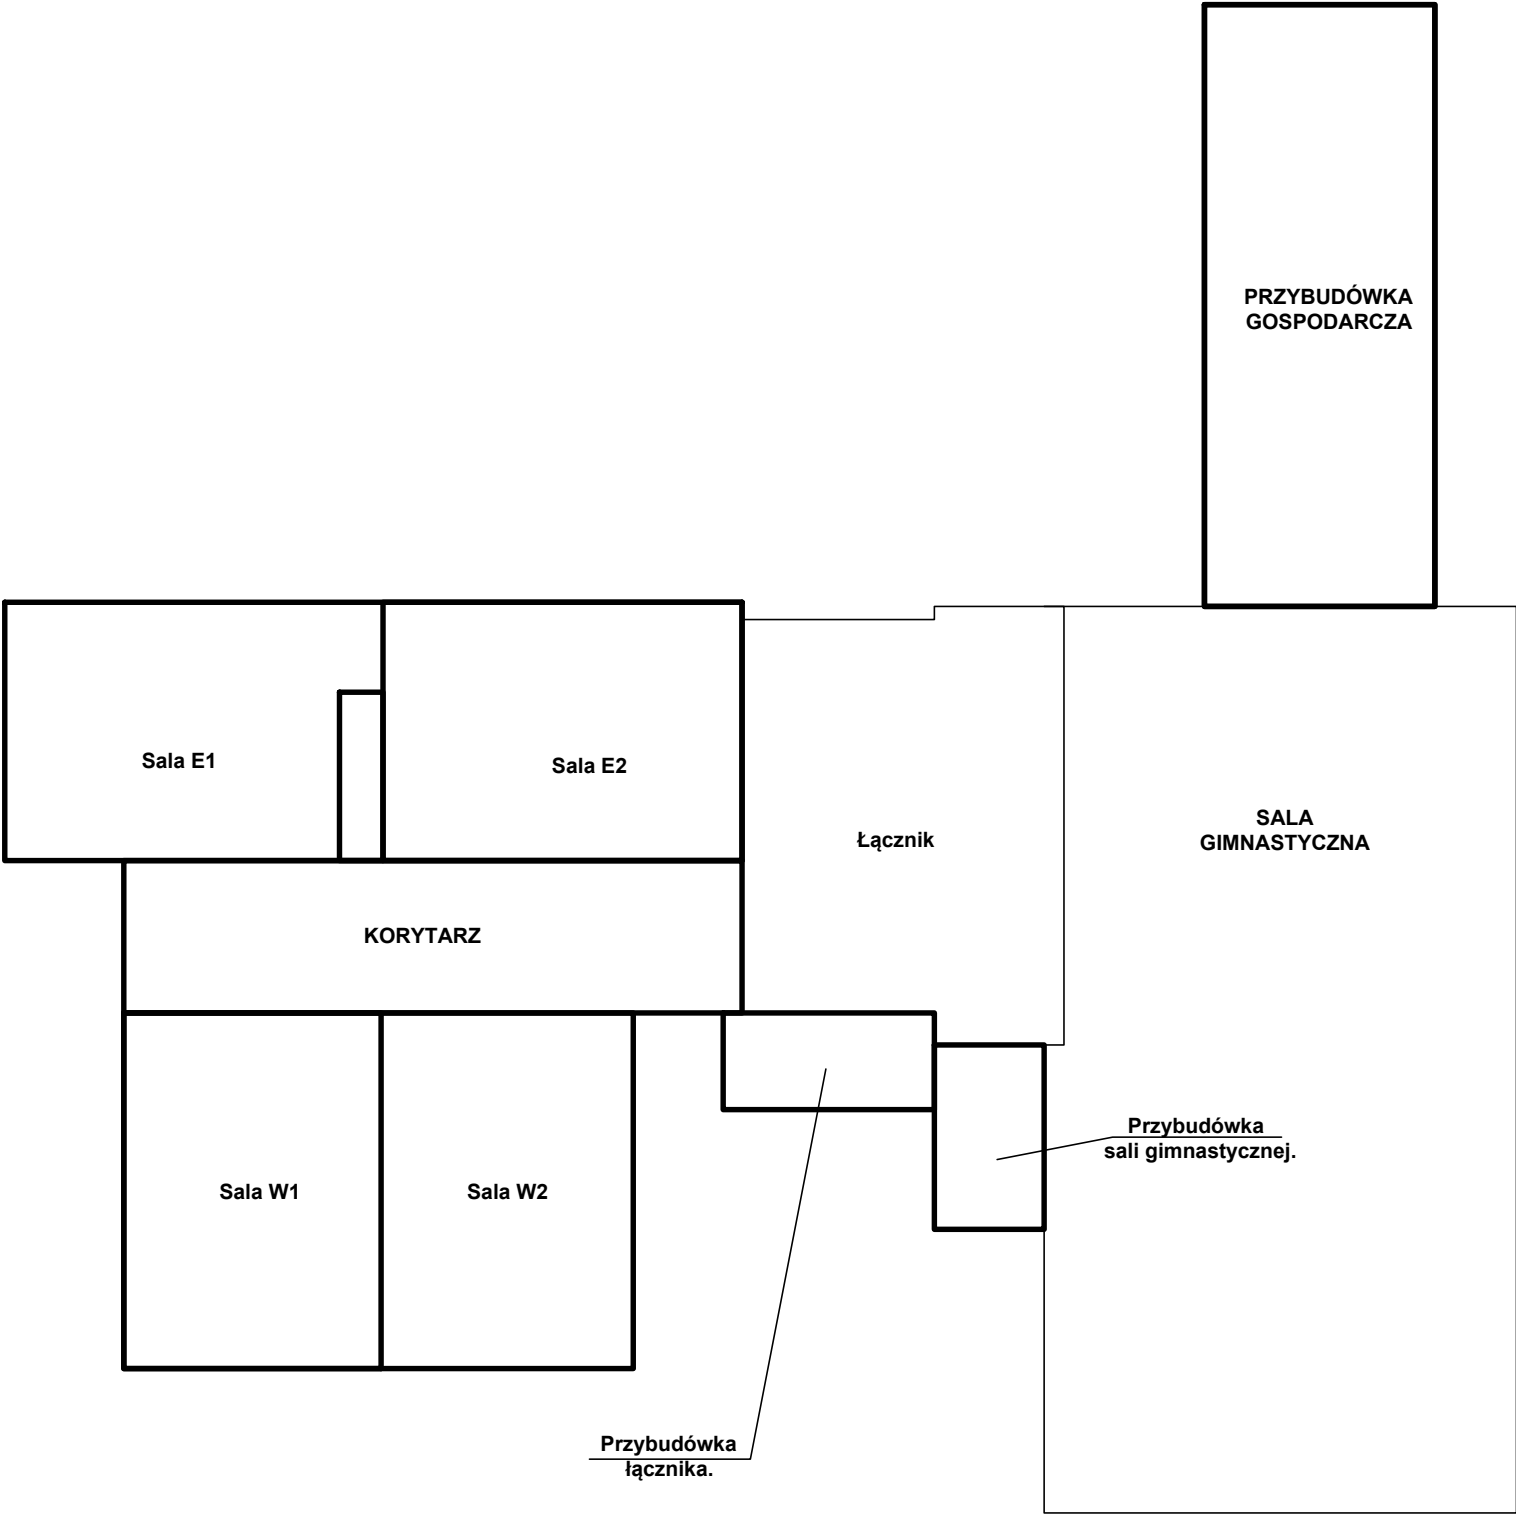 PRZYBUDÓWKA
GOSPODARCZA
Sala E1
Sala E2
Łącznik
SALA
GIMNASTYCZNA
KORYTARZ
Przybudówka
sali gimnastycznej.
Sala W1
Sala W2
Przybudówka
łącznika.